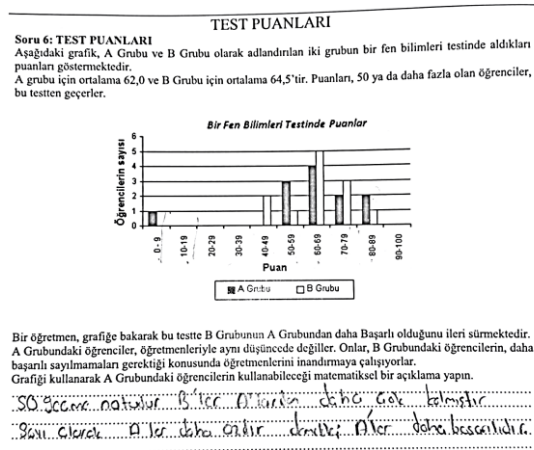 TEST PUANLARI
Soru 6: TEST PUANLARI
Aşağıdaki grafik, A Grubu ve B Grubu olarak adlandırılan iki grubun bir fen bilimleri testinde aldıkları
puanları göstermektedir.
A grubu için ortalama 62,0 ve B Grubu için ortalama 64,5'tir. Puanları, 50 ya da daha fazla olan öğrenciler,
bu testten geçerler.
Bir Fen Bilimleri Testinde Puanlar
Öğrencilerin sayısı
6
5
4
3
2
1
0
0 - 9 10-19 20-29 30-39 40-49 50-59 60-69 70-79 80-89 90-100
Puan
A Grubu B Grubu
Bir öğretmen, grafiğe bakarak bu testte B Grubunun A Grubundan daha Başarlı olduğunu ileri sürmektedir.
A Grubundaki öğrenciler, öğretmenleriyle aynı düşüncede değiller. Onlar, B Grubundaki öğrencilerin, daha
başarılı sayılmamaları gerektiği konusunda öğretmenlerini inandırmaya çalışıyorlar.
Grafiği kullanarak A Grubundaki öğrencilerin kullanabileceği matematiksel bir açıklama yapın.
50 geçme notudur B'ler A'lardan daha çok kalmıştır
Sayı olarak A'lar daha azdır demekki A'lar daha başarılıdır.